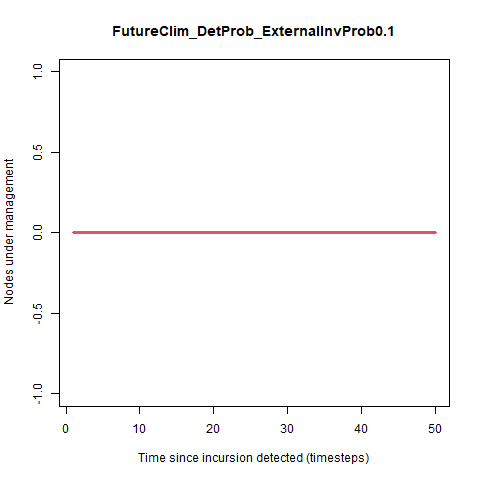 FutureClim_DetProb_ExternalInvProb0.1
Nodes under management
1.0
0.5
0.0
-0.5
-1.0
0 10 20 30 40 50
Time since incursion detected (timesteps)